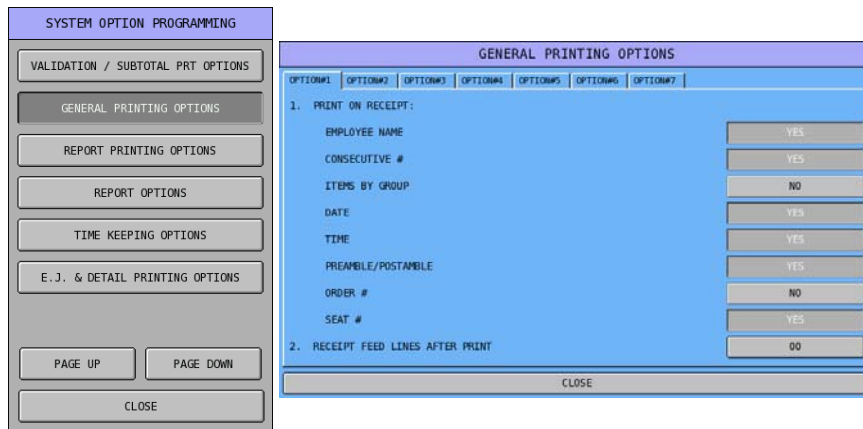 SYSTEM OPTION PROGRAMMING
VALIDATION / SUBTOTAL PRT OPTIONS
GENERAL PRINTING OPTIONS
REPORT PRINTING OPTIONS
REPORT OPTIONS
TIME KEEPING OPTIONS
E.J. & DETAIL PRINTING OPTIONS
PAGE UP PAGE DOWN
CLOSE
GENERAL PRINTING OPTIONS
OPTION#1 OPTION#2 OPTION#3 OPTION#4 OPTION#5 OPTION#6 OPTION#7
1. PRINT ON RECEIPT:
EMPLOYEE NAME YES
CONSECUTIVE # YES
ITEMS BY GROUP NO
DATE YES
TIME YES
PREAMBLE/POSTAMBLE YES
ORDER # NO
SEAT # YES
2. RECEIPT FEED LINES AFTER PRINT 00
CLOSE